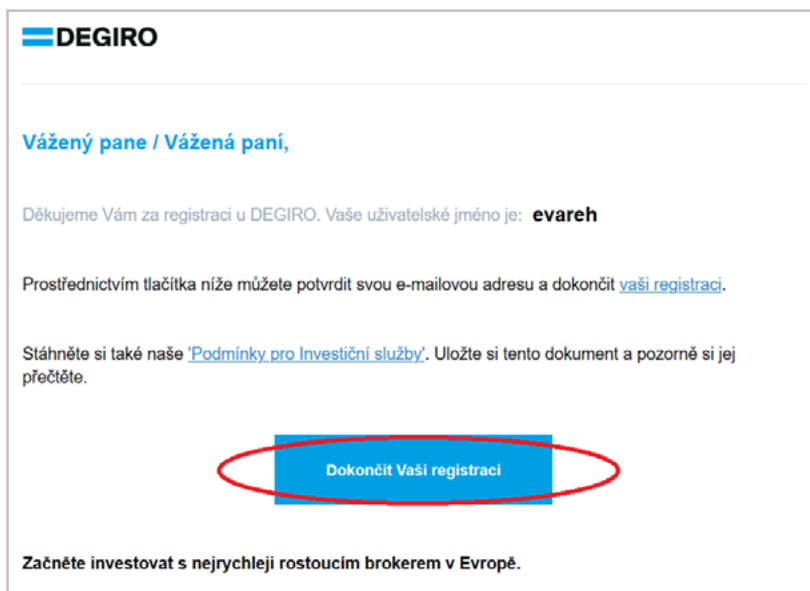 DEGIRO
Vážený pane / Vážená paní,
Děkujeme Vám za registraci u DEGIRO. Vaše uživatelské jméno je: evareh
Prostřednictvím tlačítka níže můžete potvrdit svou e-mailovou adresu a dokončit vaši registraci.
Stáhněte si také naše 'Podmínky pro Investiční služby'. Uložte si tento dokument a pozorně si jej
přečtěte.
Dokončit Vaši registraci
Začněte investovat s nejrychleji rostoucím brokerem v Evropě.